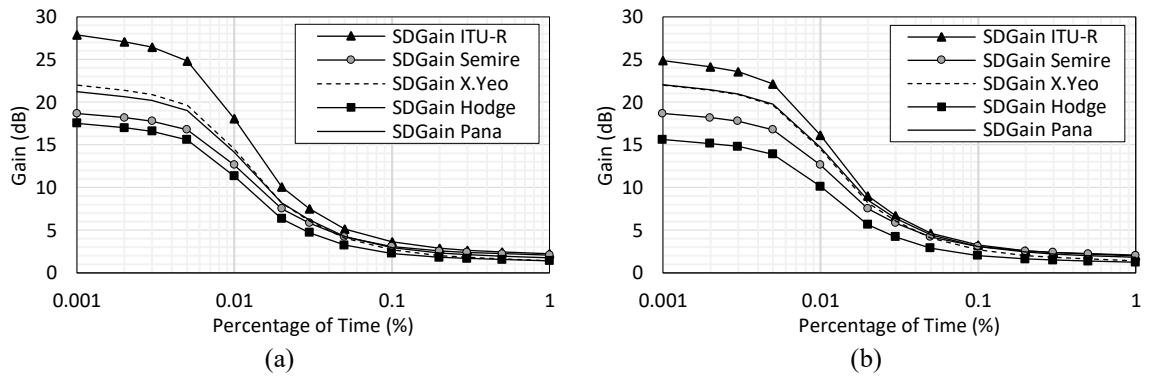 30
25
20
15
10
5
0
Gain (dB)
SDGain ITU-R
SDGain Semire
SDGain X.Yeo
SDGain Hodge
SDGain Pana
0.001 0.01 0.1 1
Percentage of Time (%)
(a)
30
25
20
15
10
5
0
Gain (dB)
SDGain ITU-R
SDGain Semire
SDGain X.Yeo
SDGain Hodge
SDGain Pana
0.001 0.01 0.1 1
Percentage of Time (%)
(b)